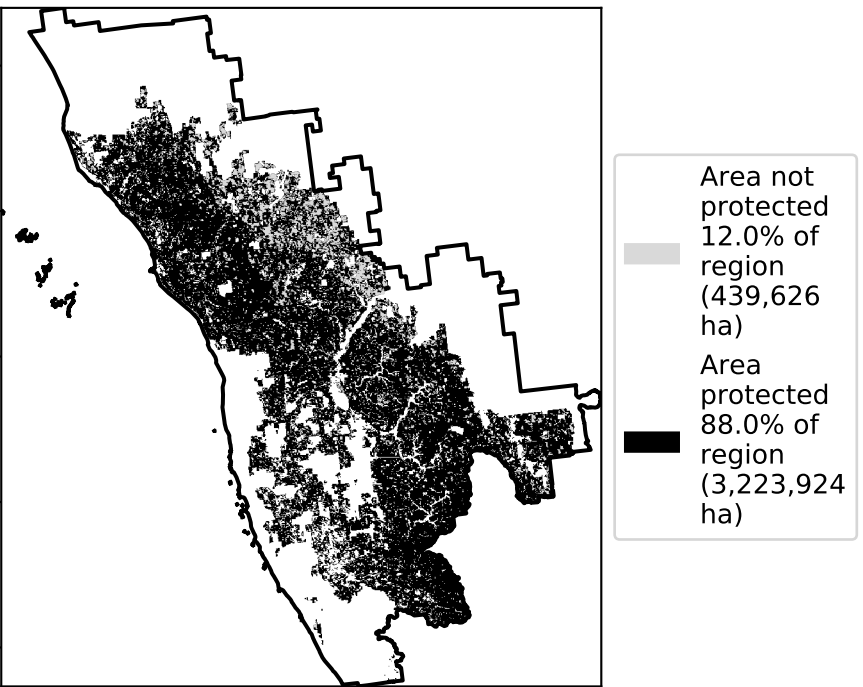 Area not
protected
12.0% of
region
(439,626
ha)
Area
protected
88.0% of
region
(3,223,924
ha)